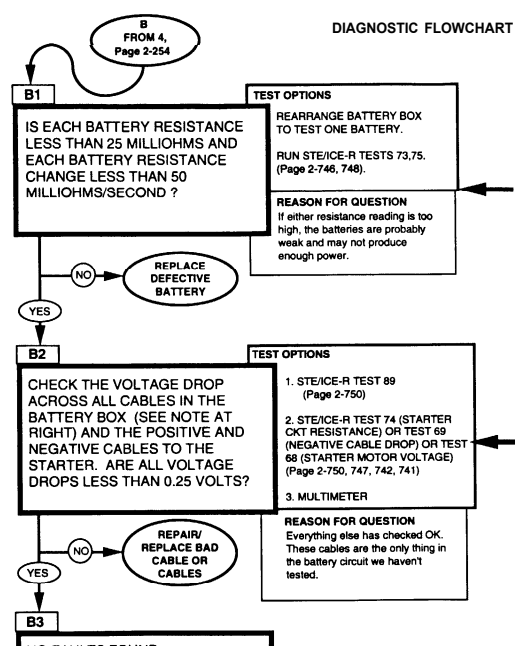 DIAGNOSTIC FLOWCHART
B
FROM 4,
Page 2-254
B1
IS EACH BATTERY RESISTANCE
LESS THAN 25 MILLIOHMS AND
EACH BATTERY RESISTANCE
CHANGE LESS THAN 50
MILLIOHMS/SECOND ?
TEST OPTIONS
REARRANGE BATTERY BOX
TO TEST ONE BATTERY.
RUN STE/ICE-R TESTS 73,75.
(Page 2-746, 748).
REASON FOR QUESTION
If either resistance reading is too
high, the batteries are probably
weak and may not produce
enough power.
NO
REPLACE
DEFECTIVE
BATTERY
YES
B2
CHECK THE VOLTAGE DROP
ACROSS ALL CABLES IN THE
BATTERY BOX (SEE NOTE AT
RIGHT) AND THE POSITIVE AND
NEGATIVE CABLES TO THE
STARTER. ARE ALL VOLTAGE
DROPS LESS THAN 0.25 VOLTS?
TEST OPTIONS
1. STE/ICE-R TEST 89
(Page 2-750)
2. STE/ICE-R TEST 74 (STARTER
CKT RESISTANCE) OR TEST 69
(NEGATIVE CABLE DROP) OR TEST
68 (STARTER MOTOR VOLTAGE)
(Page 2-750, 747, 742, 741)
3. MULTIMETER
REASON FOR QUESTION
Everything else has checked OK.
These cables are the only thing in
the battery circuit we haven't
tested.
NO
REPAIR/
REPLACE BAD
CABLE OR
CABLES
YES
B3